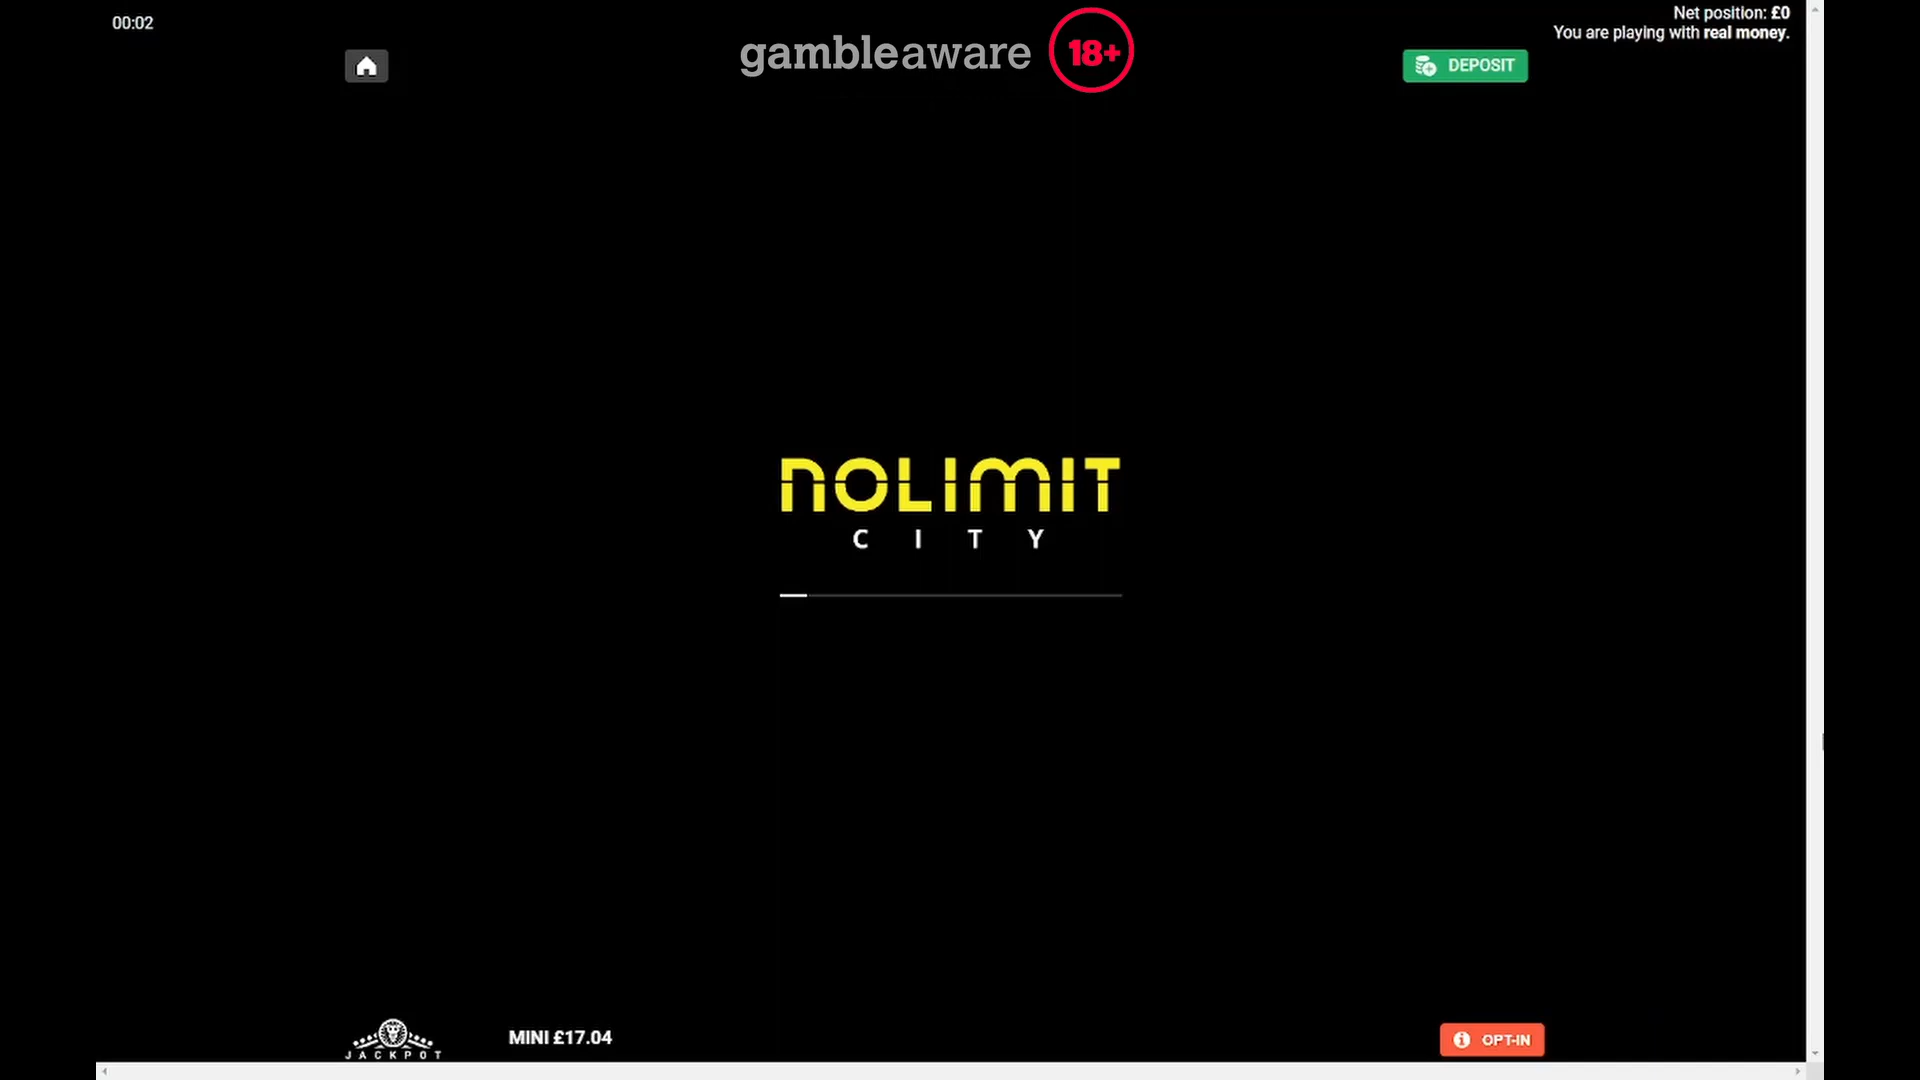 00:02
gambleaware 18+
Net position: £0
You are playing with real money.
DEPOSIT
NOLIMIT
CITY
JACKPOT
MINI £17.04
OPT-IN